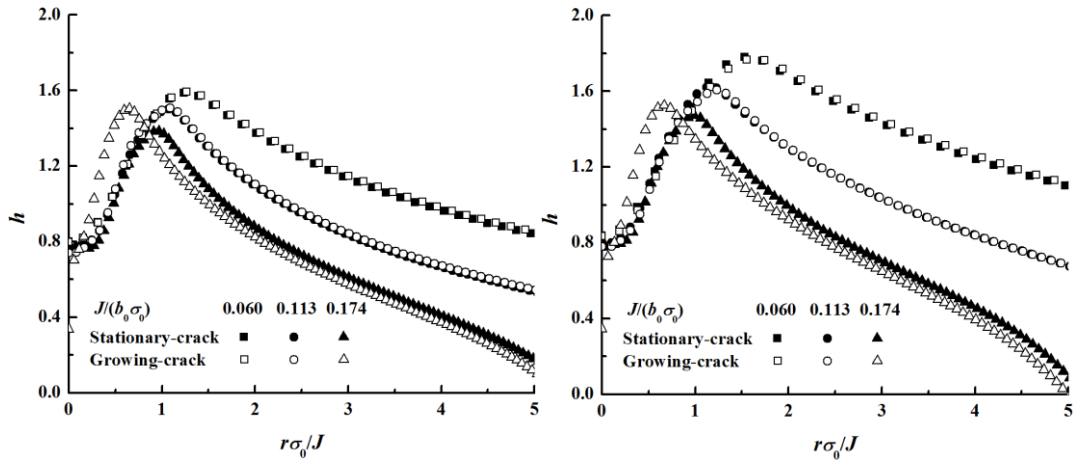 2.0
1.6
1.2
0.8
0.4
0.0
h
J/(b₀σ₀) 0.060 0.113 0.174
Stationary-crack
Growing-crack
0 1 2 3 4 5
rσ₀/J
2.0
1.6
1.2
0.8
0.4
0.0
h
J/(b₀σ₀) 0.060 0.113 0.174
Stationary-crack
Growing-crack
0 1 2 3 4 5
rσ₀/J